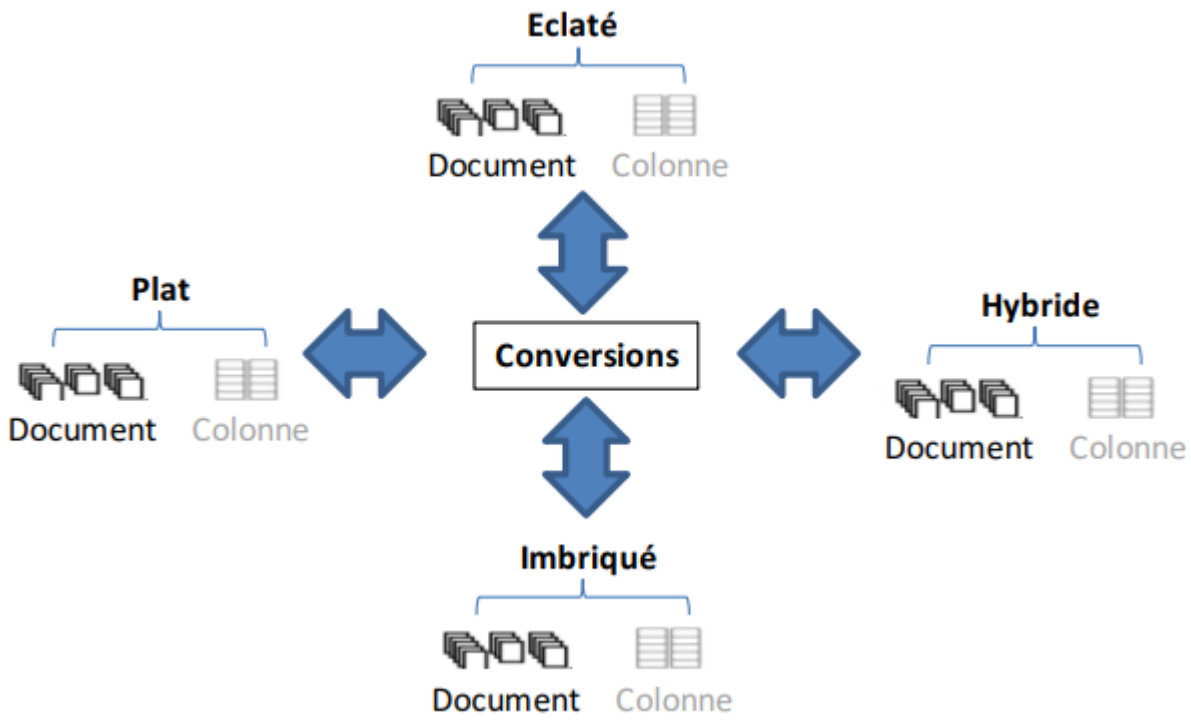 Eclaté
Document Colonne
Plat
Document Colonne
Conversions
Hybride
Document Colonne
Imbriqué
Document Colonne